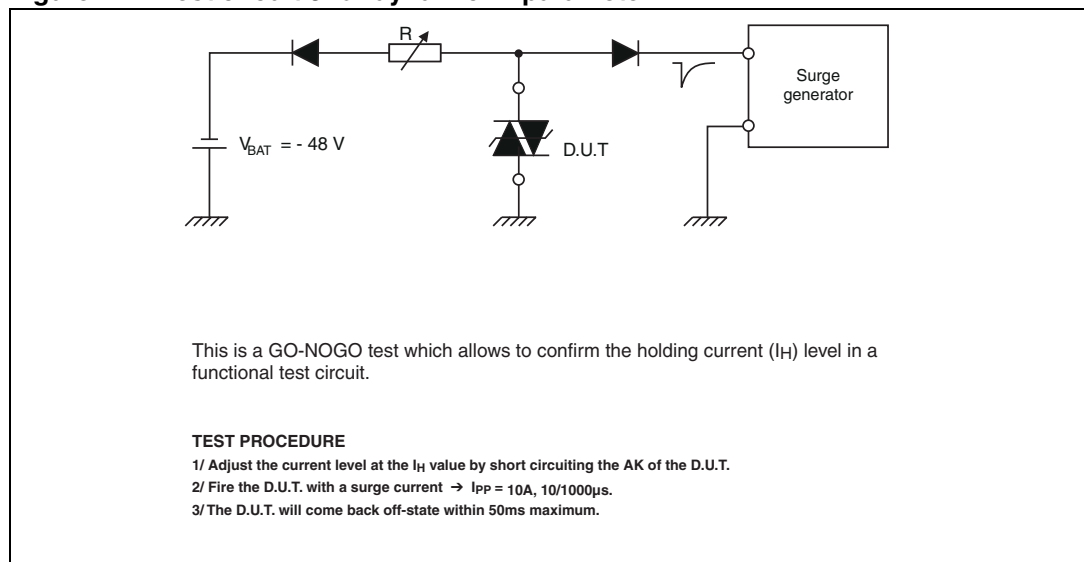 R
Surge
generator
V_BAT = - 48 V
D.U.T
This is a GO-NOGO test which allows to confirm the holding current (IH) level in a
functional test circuit.
TEST PROCEDURE
1/ Adjust the current level at the IH value by short circuiting the AK of the D.U.T.
2/ Fire the D.U.T. with a surge current → IPP = 10A, 10/1000µs.
3/ The D.U.T. will come back off-state within 50ms maximum.